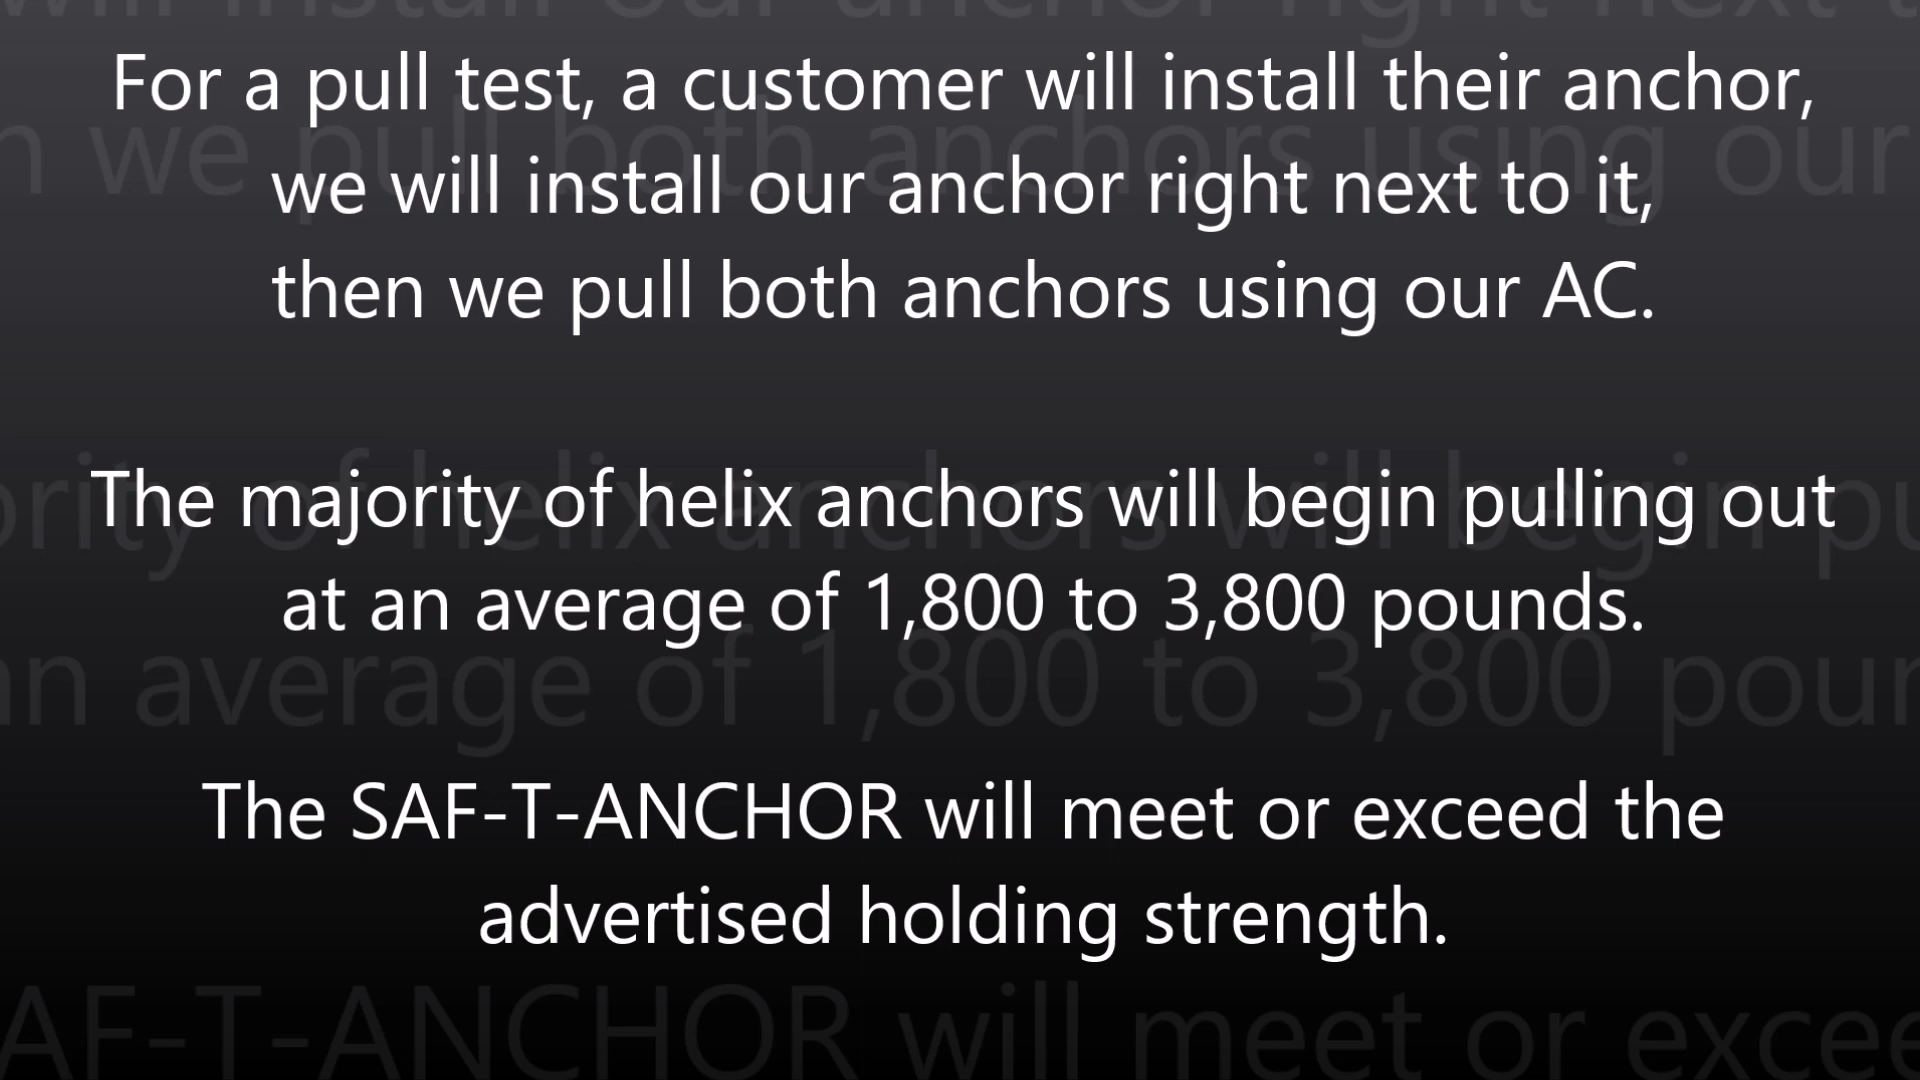 For a pull test, a customer will install their anchor,
we will install our anchor right next to it,
then we pull both anchors using our AC.
The majority of helix anchors will begin pulling out
at an average of 1,800 to 3,800 pounds.
The SAF-T-ANCHOR will meet or exceed the
advertised holding strength.